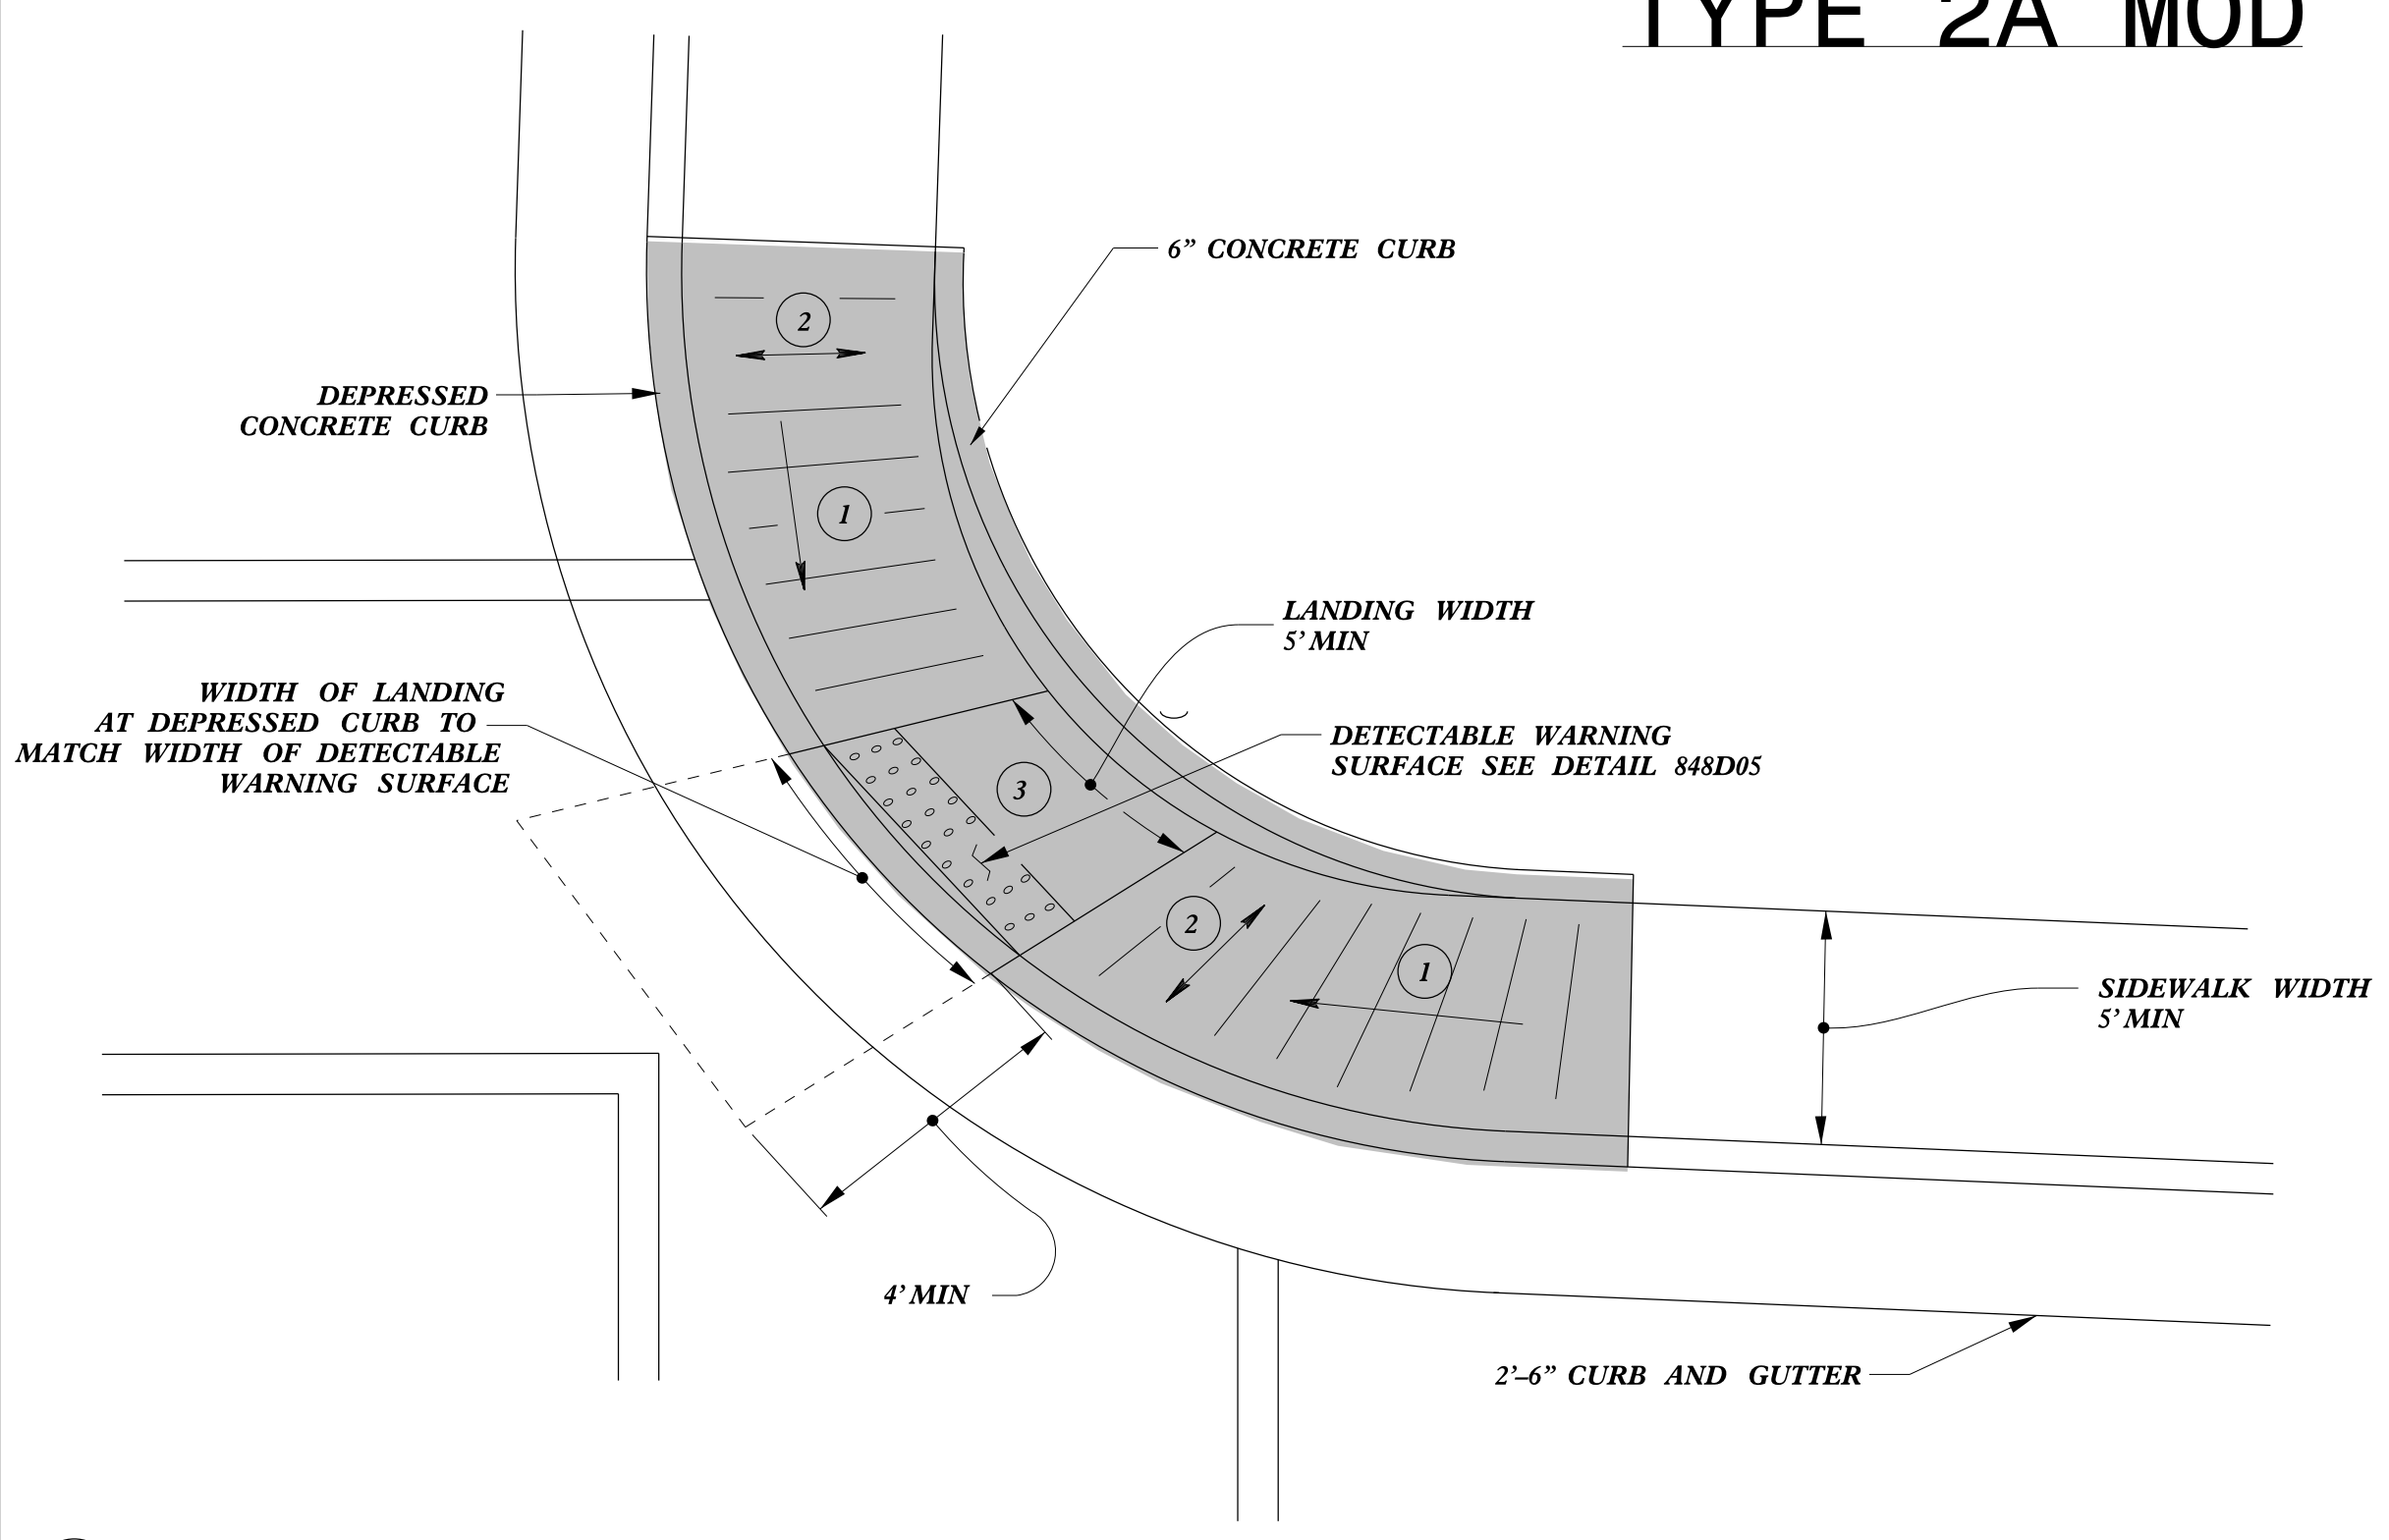 TYPE 2A MOD
2
6” CONCRETE CURB
DEPRESSED
CONCRETE CURB
1
LANDING WIDTH
5’ MIN
WIDTH OF LANDING
AT DEPRESSED CURB TO
MATCH WIDTH OF DETECTABLE
WARNING SURFACE
DETECTABLE WARNING
SURFACE SEE DETAIL 848D05
3
2
1
SIDEWALK WIDTH
5’ MIN
4’ MIN
2’–6” CURB AND GUTTER